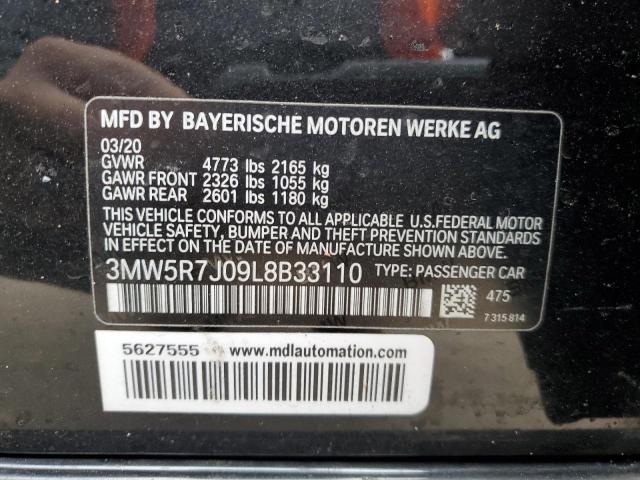 MFD BY BAYERISCHE MOTOREN WERKE AG
03/20
GVWR 4773 lbs 2165 kg
GAWR FRONT 2326 lbs 1055 kg
GAWR REAR 2601 lbs 1180 kg
THIS VEHICLE CONFORMS TO ALL APPLICABLE U.S.FEDERAL MOTOR
VEHICLE SAFETY, BUMPER AND THEFT PREVENTION STANDARDS
IN EFFECT ON THE DATE OF MANUFACTURE SHOWN ABOVE.
3MW5R7J09L8B33110 TYPE: PASSENGER CAR
475
7 315 814
5627555 www.mdlautomation.com